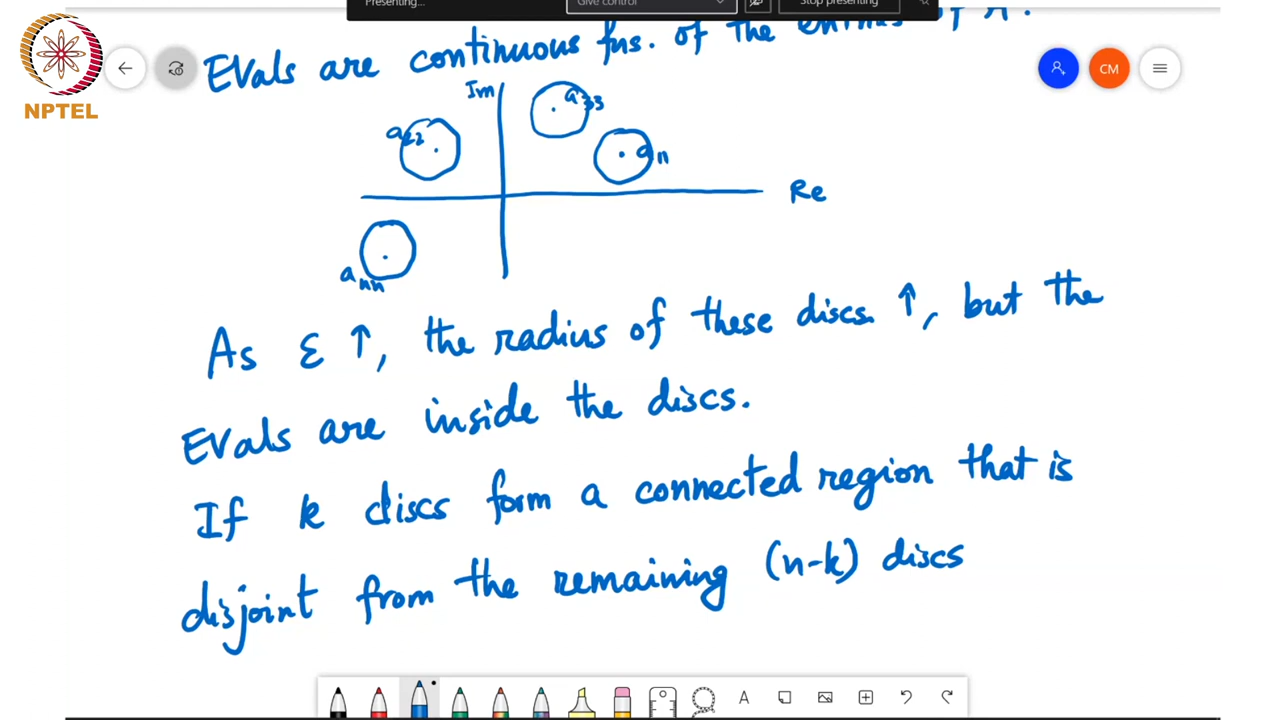 Presenting...
Give control
Stop presenting
EVals are continuous fns. of the entries of A.
NPTEL
CM
Im
a33
a22
a11
Re
ann
As ε ↑, the radius of these discs ↑, but the
EVals are inside the discs.
If k discs form a connected region that is
disjoint from the remaining (n-k) discs
A